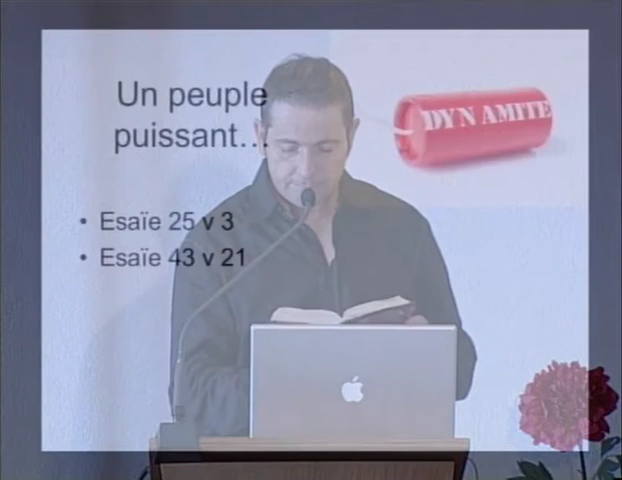 Un peuple
puissant...
DYN AMITE
• Esaïe 25 v 3
• Esaïe 43 v 21